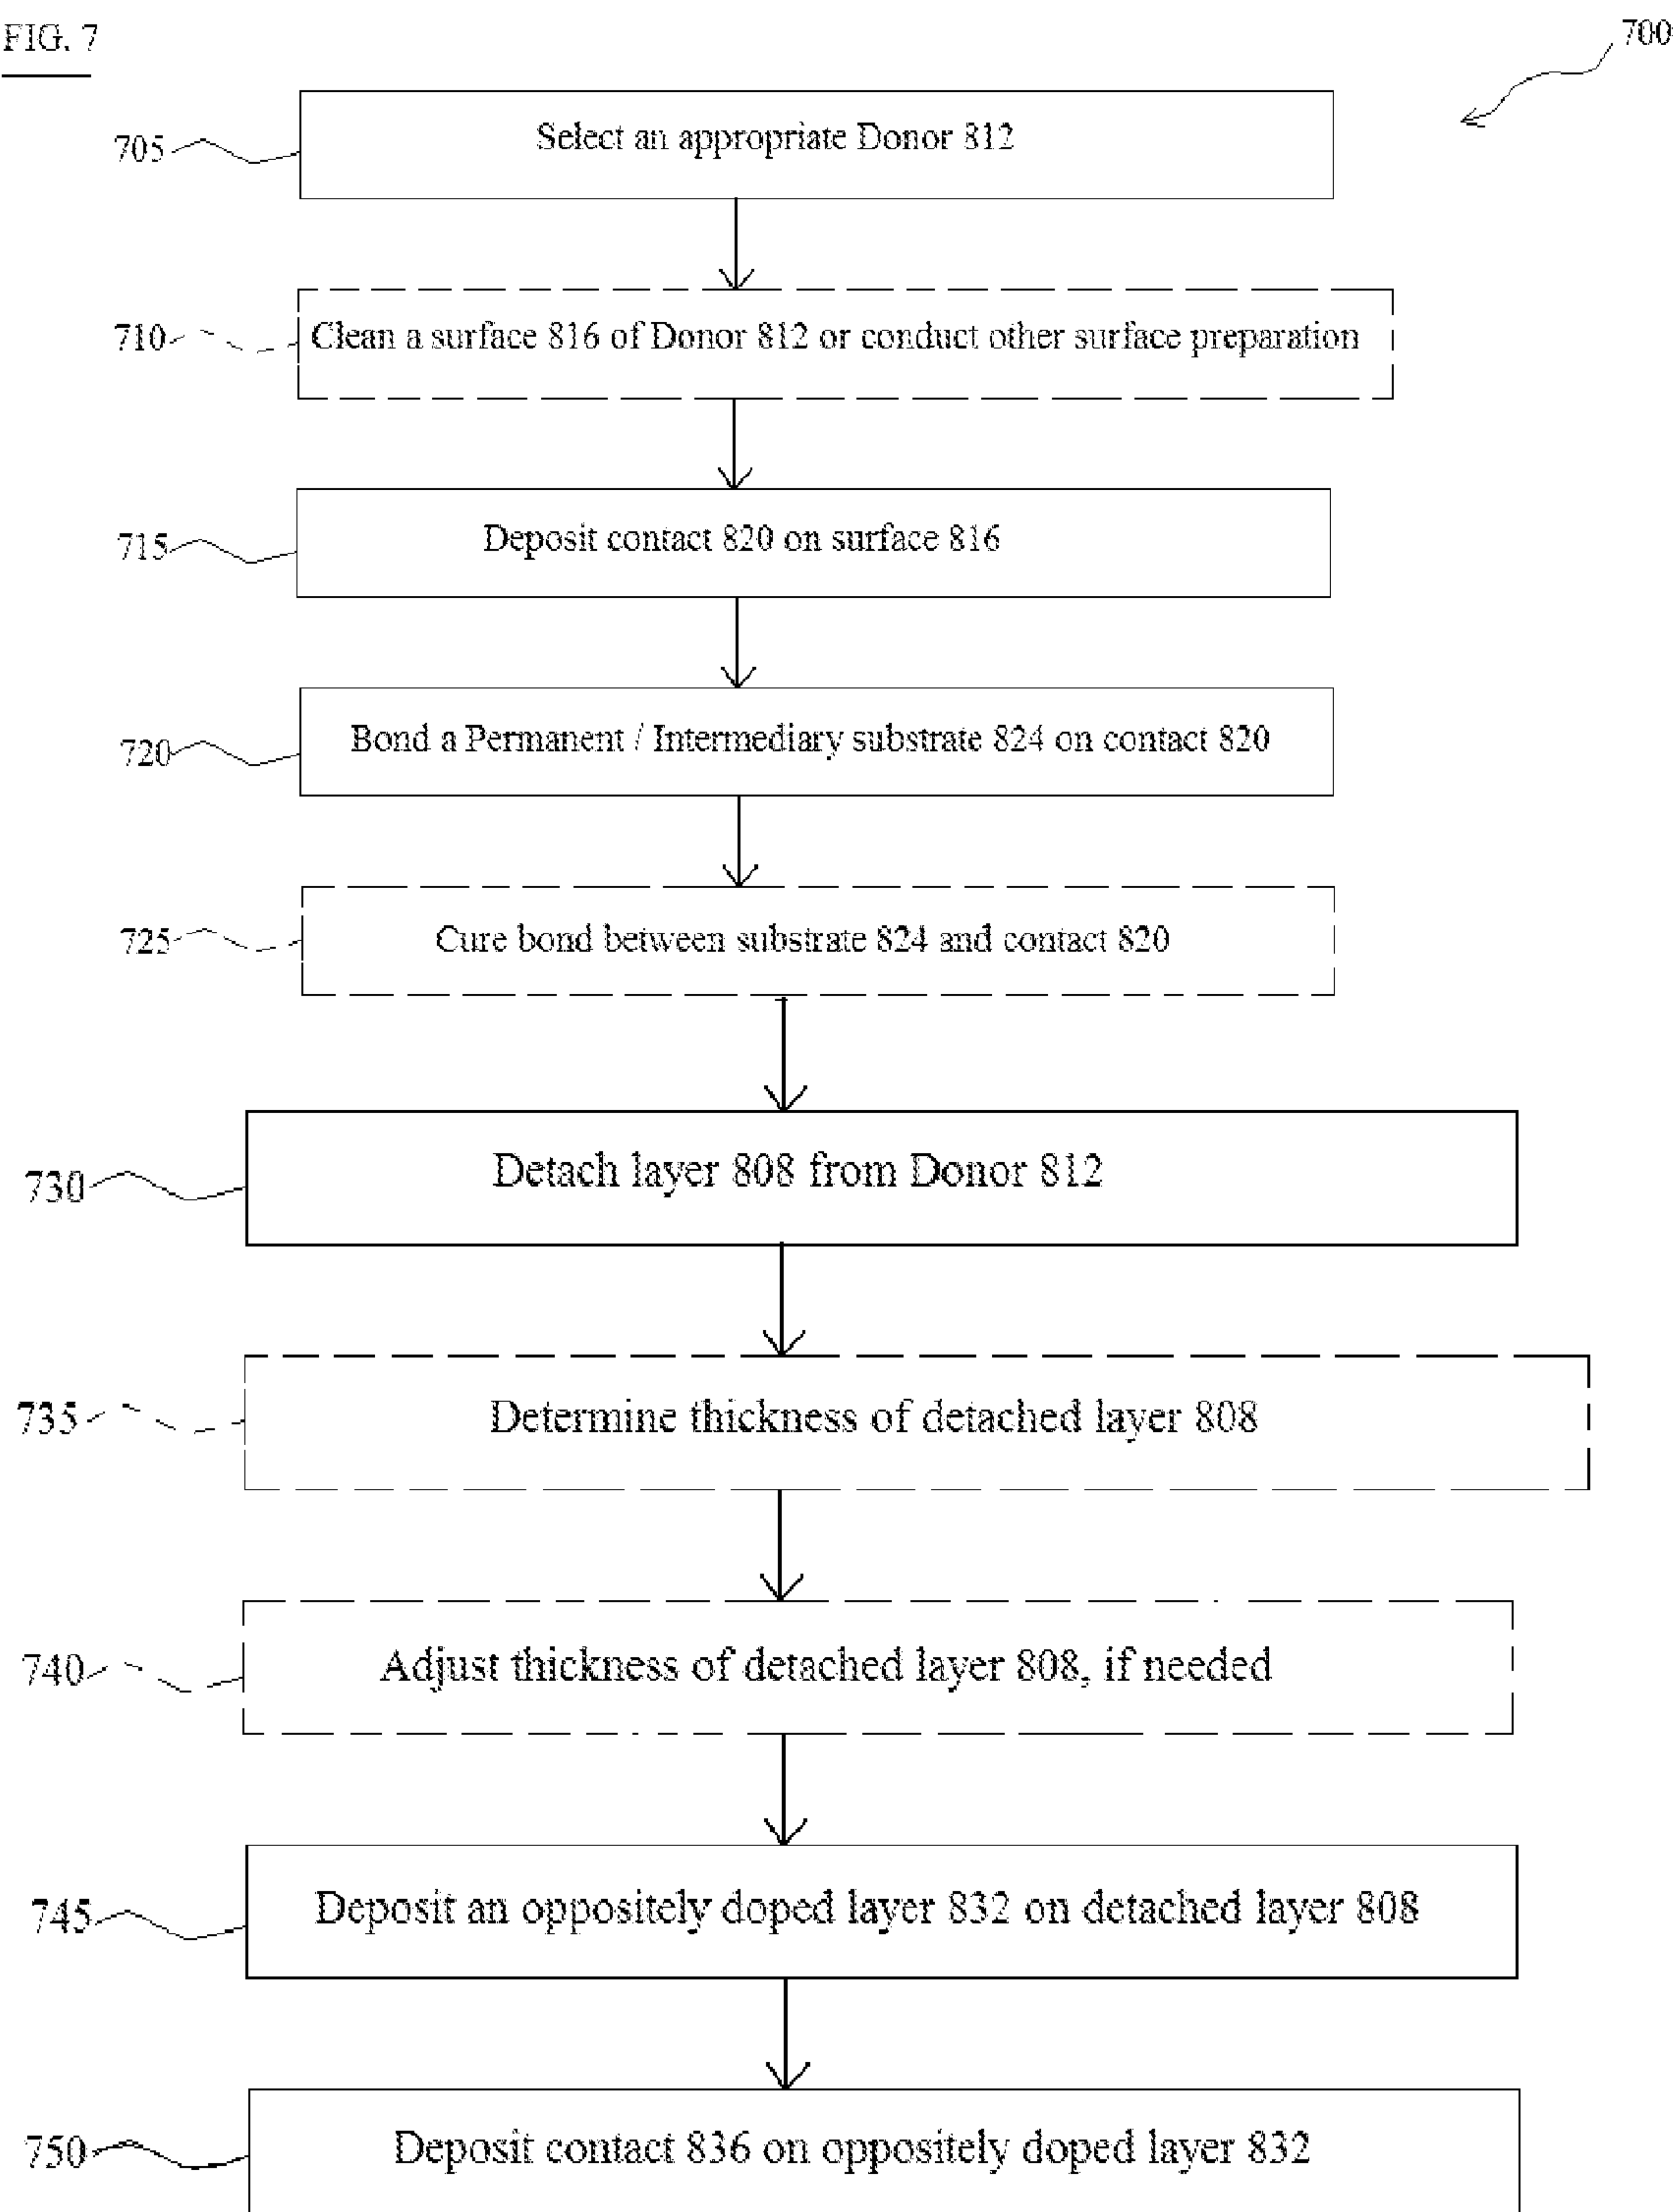 FIG. 7
700
705
Select an appropriate Donor 812
710
Clean a surface 816 of Donor 812 or conduct other surface preparation
715
Deposit contact 820 on surface 816
720
Bond a Permanent / Intermediary substrate 824 on contact 820
725
Cure bond between substrate 824 and contact 820
730
Detach layer 808 from Donor 812
735
Determine thickness of detached layer 808
740
Adjust thickness of detached layer 808, if needed
745
Deposit an oppositely doped layer 832 on detached layer 808
750
Deposit contact 836 on oppositely doped layer 832